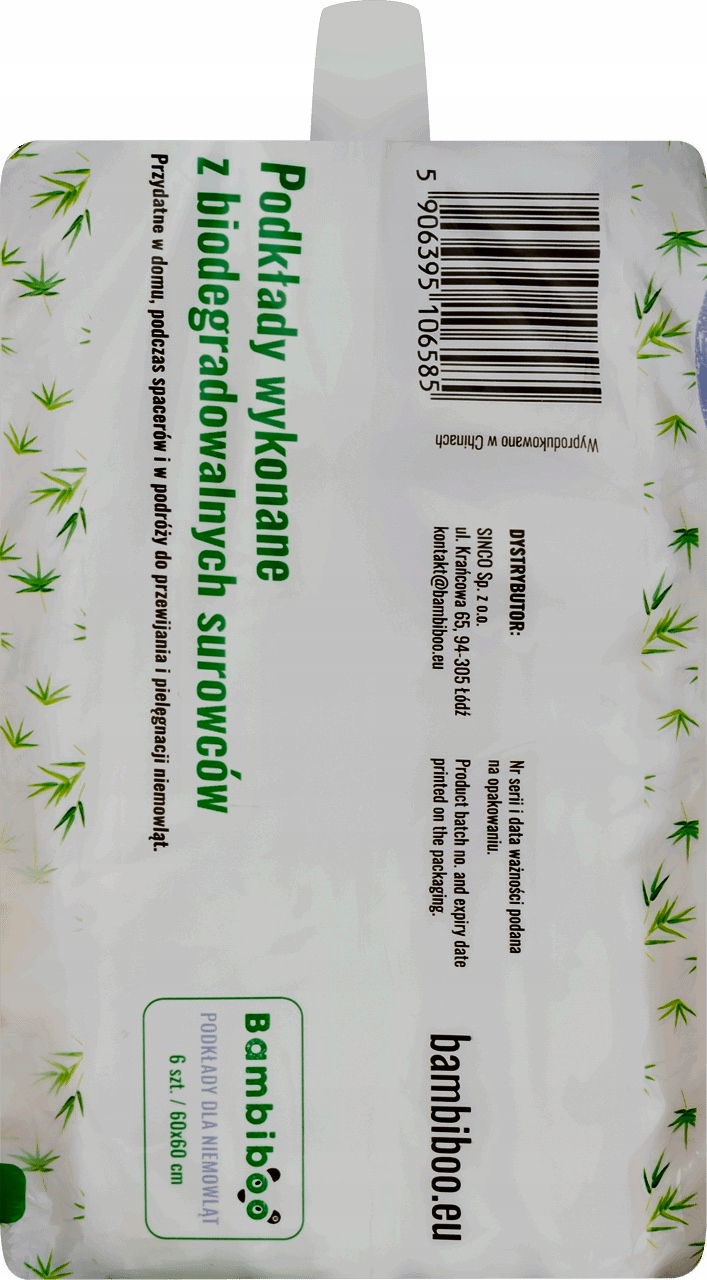 5 906395 106585
Wyprodukowano w Chinach
DYSTRYBUTOR:
SINCO Sp. z o.o.
ul. Krańcowa 65, 94-305 Łódź
kontakt@bambiboo.eu
Nr serii i data ważności podana
na opakowaniu.
Product batch no. and expiry date
printed on the packaging.
bambiboo.eu
Podkłady wykonane
z biodegradowalnych surowców
Przydatne w domu, podczas spacerów i w podróży do przewijania i pielęgnacji niemowląt.
Bambiboo
PODKŁADY DLA NIEMOWLĄT
6 szt. / 60x60 cm